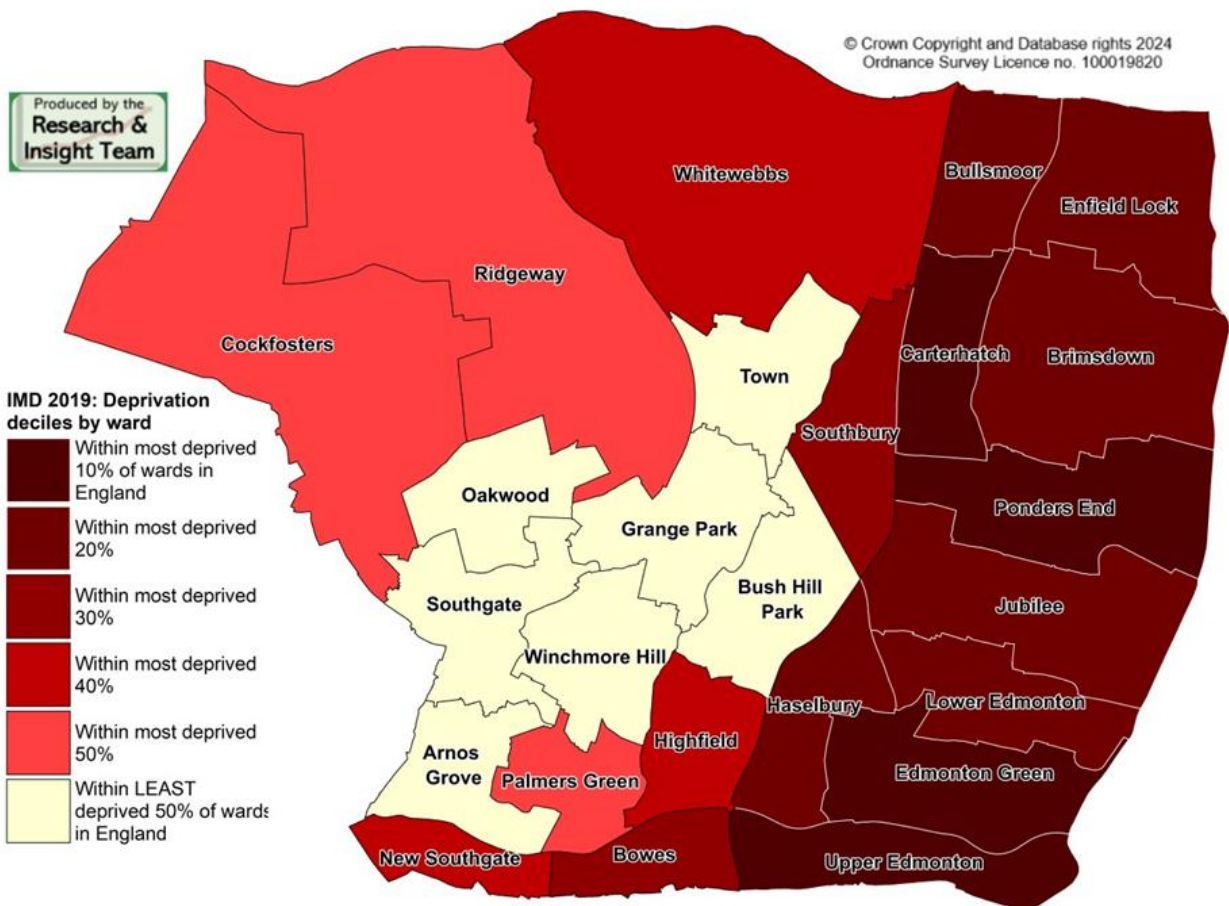 © Crown Copyright and Database rights 2024
Ordnance Survey Licence no. 100019820
Produced by the
Research &
Insight Team
Whitewebbs
Bullsmoor
Enfield Lock
Ridgeway
Cockfosters
Carterhatch
Brimsdown
Town
Southbury
Oakwood
Grange Park
Ponders End
Southgate
Bush Hill
Park
Jubilee
Winchmore Hill
Haselbury
Lower Edmonton
Highfield
Arnos
Grove
Palmers Green
Edmonton Green
New Southgate
Bowes
Upper Edmonton
IMD 2019: Deprivation
deciles by ward
Within most deprived
10% of wards in
England
Within most deprived
20%
Within most deprived
30%
Within most deprived
40%
Within most deprived
50%
Within LEAST
deprived 50% of wards
in England